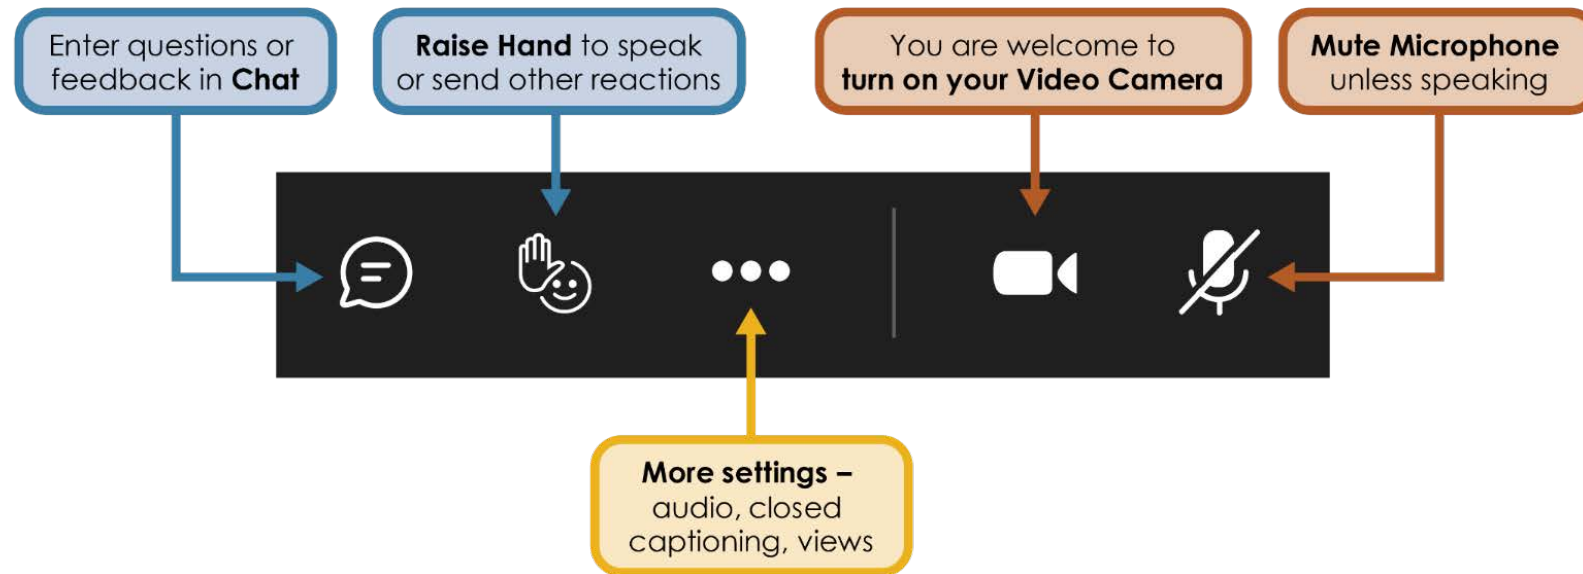 Enter questions or
feedback in Chat
Raise Hand to speak
or send other reactions
You are welcome to
turn on your Video Camera
Mute Microphone
unless speaking
More settings –
audio, closed
captioning, views